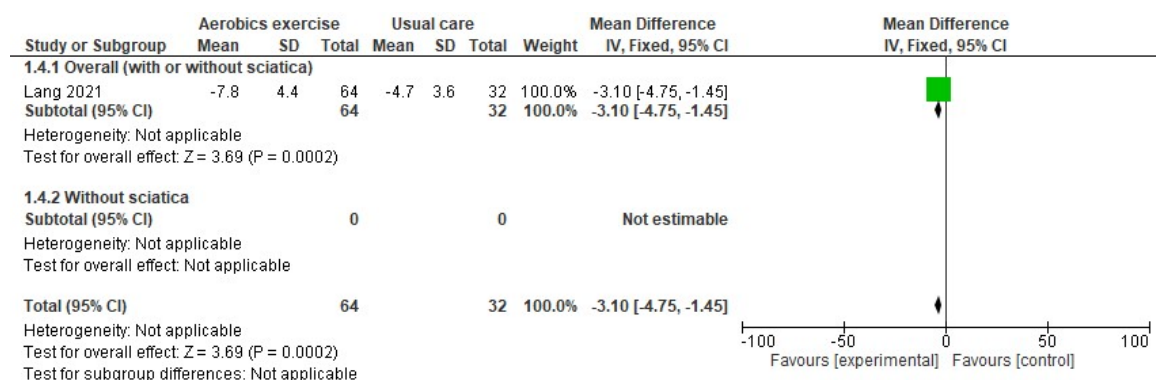 Aerobics exercise Usual care Mean Difference Mean Difference
Study or Subgroup Mean SD Total Mean SD Total Weight IV, Fixed, 95% CI IV, Fixed, 95% CI
1.4.1 Overall (with or without sciatica)
Lang 2021 -7.8 4.4 64 -4.7 3.6 32 100.0% -3.10 [-4.75, -1.45]
Subtotal (95% CI) 64 32 100.0% -3.10 [-4.75, -1.45]
Heterogeneity: Not applicable
Test for overall effect: Z = 3.69 (P = 0.0002)
1.4.2 Without sciatica
Subtotal (95% CI) 0 0 Not estimable
Heterogeneity: Not applicable
Test for overall effect: Not applicable
Total (95% CI) 64 32 100.0% -3.10 [-4.75, -1.45]
Heterogeneity: Not applicable
Test for overall effect: Z = 3.69 (P = 0.0002)
Test for subgroup differences: Not applicable
-100 -50 0 50 100
Favours [experimental] Favours [control]